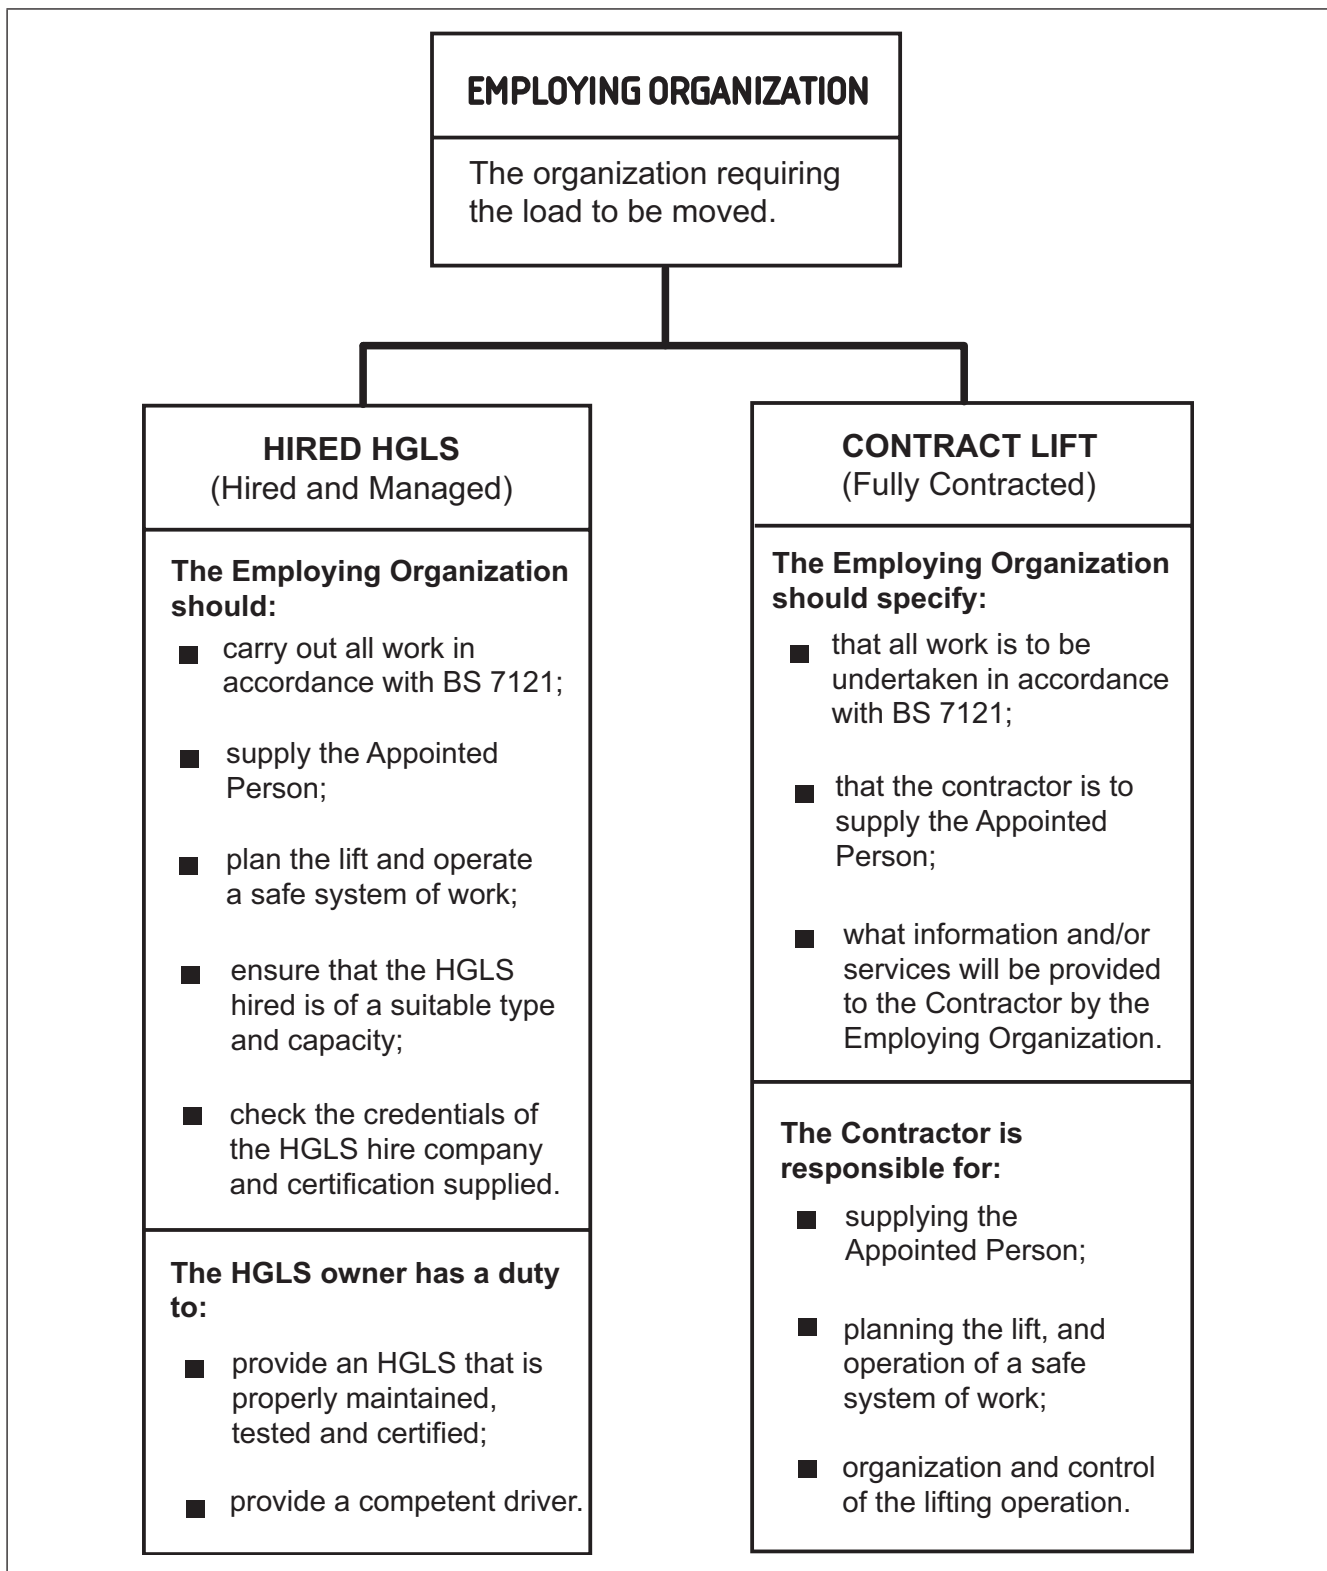 EMPLOYING ORGANIZATION
The organization requiring
the load to be moved.
HIRED HGLS
(Hired and Managed)
The Employing Organization
should:
■ carry out all work in
accordance with BS 7121;
■ supply the Appointed
Person;
■ plan the lift and operate
a safe system of work;
■ ensure that the HGLS
hired is of a suitable type
and capacity;
■ check the credentials of
the HGLS hire company
and certification supplied.
The HGLS owner has a duty
to:
■ provide an HGLS that is
properly maintained,
tested and certified;
■ provide a competent driver.
CONTRACT LIFT
(Fully Contracted)
The Employing Organization
should specify:
■ that all work is to be
undertaken in accordance
with BS 7121;
■ that the contractor is to
supply the Appointed
Person;
■ what information and/or
services will be provided
to the Contractor by the
Employing Organization.
The Contractor is
responsible for:
■ supplying the
Appointed Person;
■ planning the lift, and
operation of a safe
system of work;
■ organization and control
of the lifting operation.